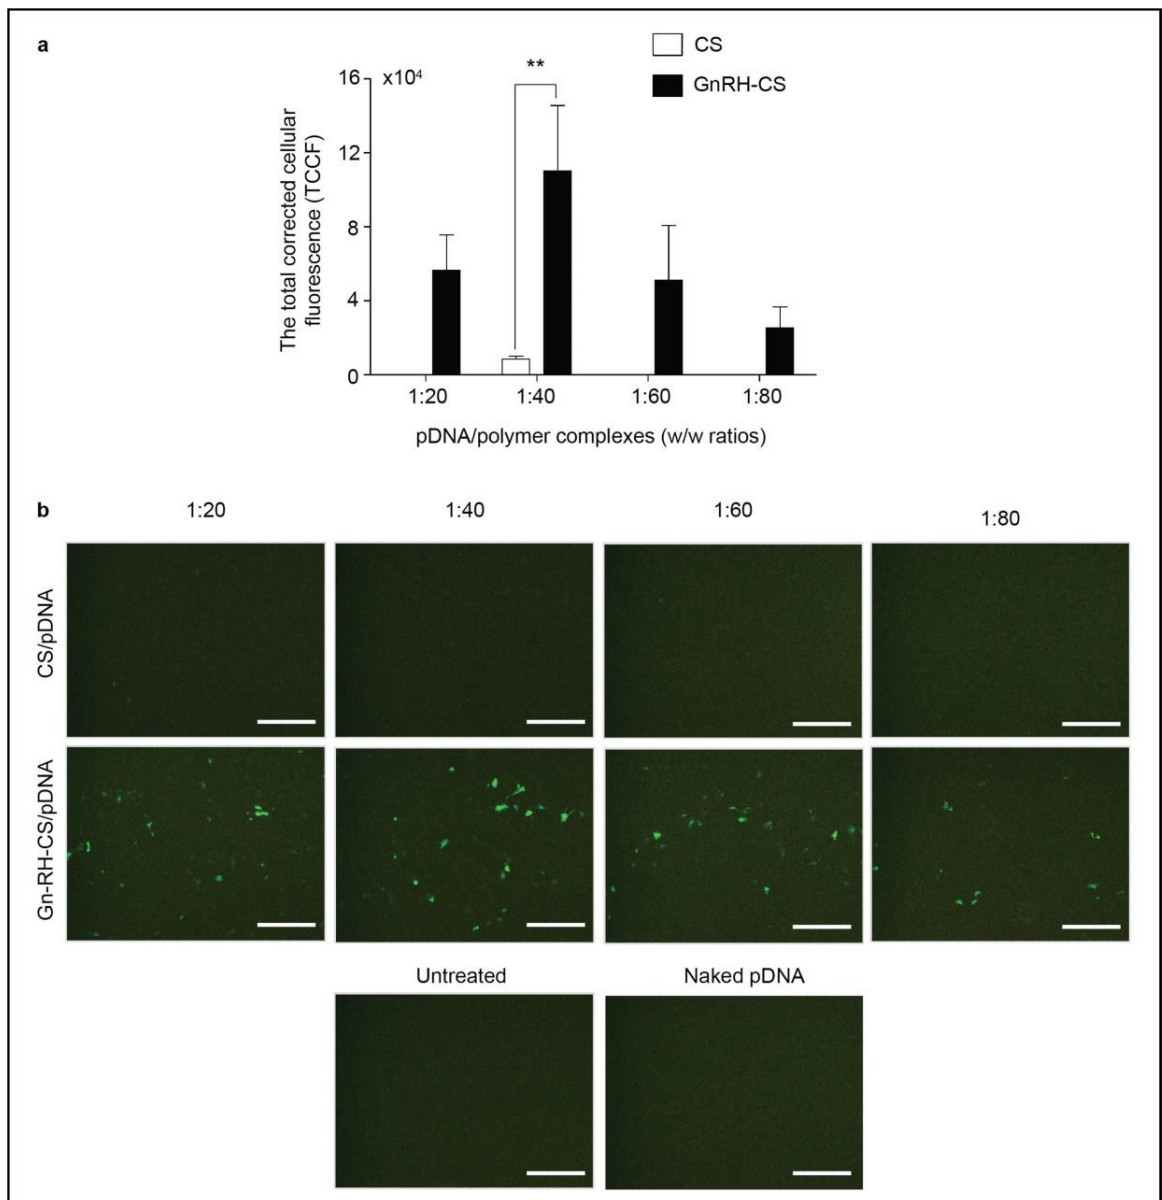 a
CS
GnRH-CS
**
16
x10⁴
12
8
4
0
The total corrected cellular
fluorescence (TCCF)
1:20 1:40 1:60 1:80
pDNA/polymer complexes (w/w ratios)
b
1:20 1:40 1:60 1:80
CS/pDNA
Gn-RH-CS/pDNA
Untreated Naked pDNA